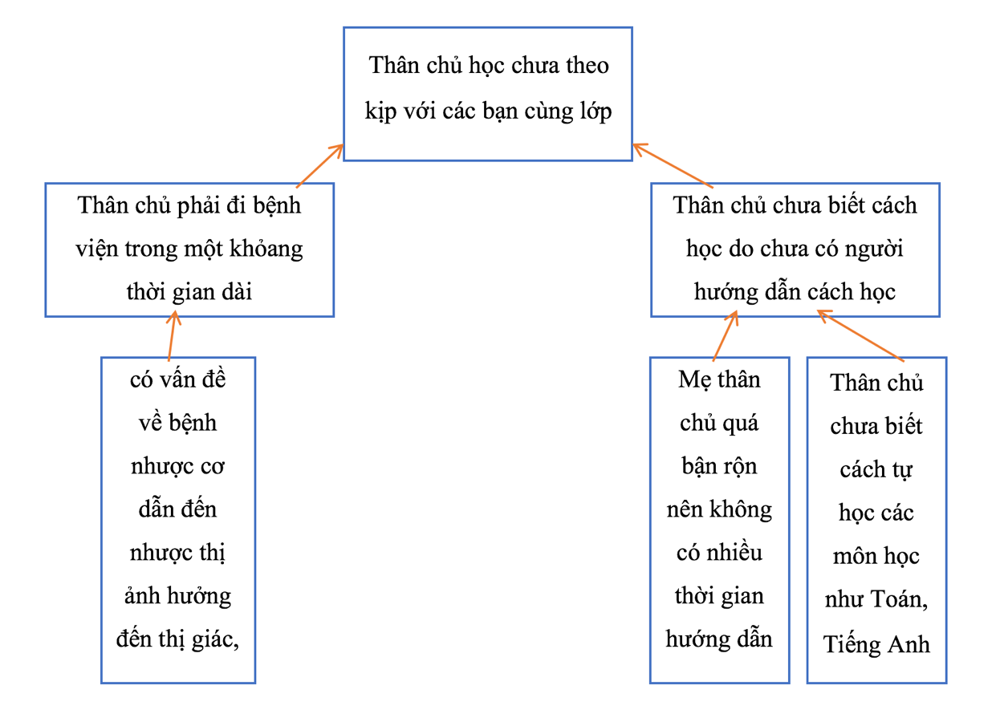 Thân chủ học chưa theo
kịp với các bạn cùng lớp
Thân chủ phải đi bệnh
viện trong một khỏang
thời gian dài
Thân chủ chưa biết cách
học do chưa có người
hướng dẫn cách học
có vấn đề
về bệnh
nhược cơ
dẫn đến
nhược thị
ảnh hưởng
đến thị giác,
Mẹ thân
chủ quá
bận rộn
nên không
có nhiều
thời gian
hướng dẫn
Thân chủ
chưa biết
cách tự
học các
môn học
như Toán,
Tiếng Anh